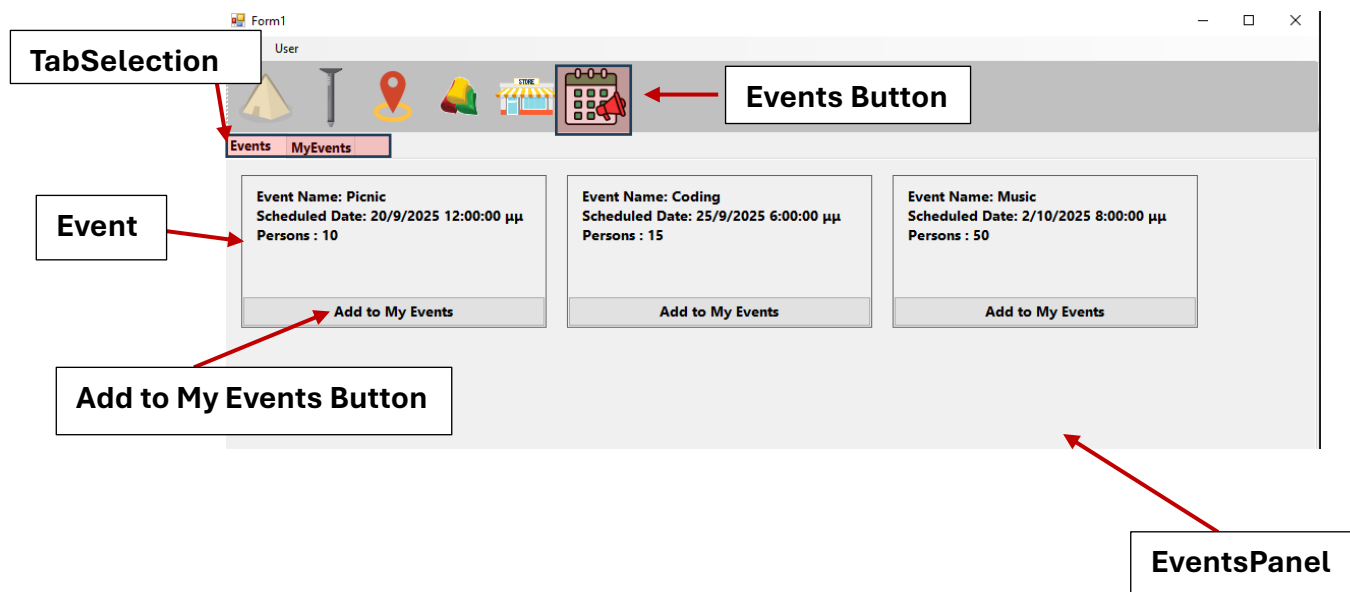 Form1
User
TabSelection
STORE
Events Button
Events MyEvents
Event Name: Picnic
Scheduled Date: 20/9/2025 12:00:00 μμ
Persons : 10
Add to My Events
Event Name: Coding
Scheduled Date: 25/9/2025 6:00:00 μμ
Persons : 15
Add to My Events
Event Name: Music
Scheduled Date: 2/10/2025 8:00:00 μμ
Persons : 50
Add to My Events
Event
Add to My Events Button
EventsPanel